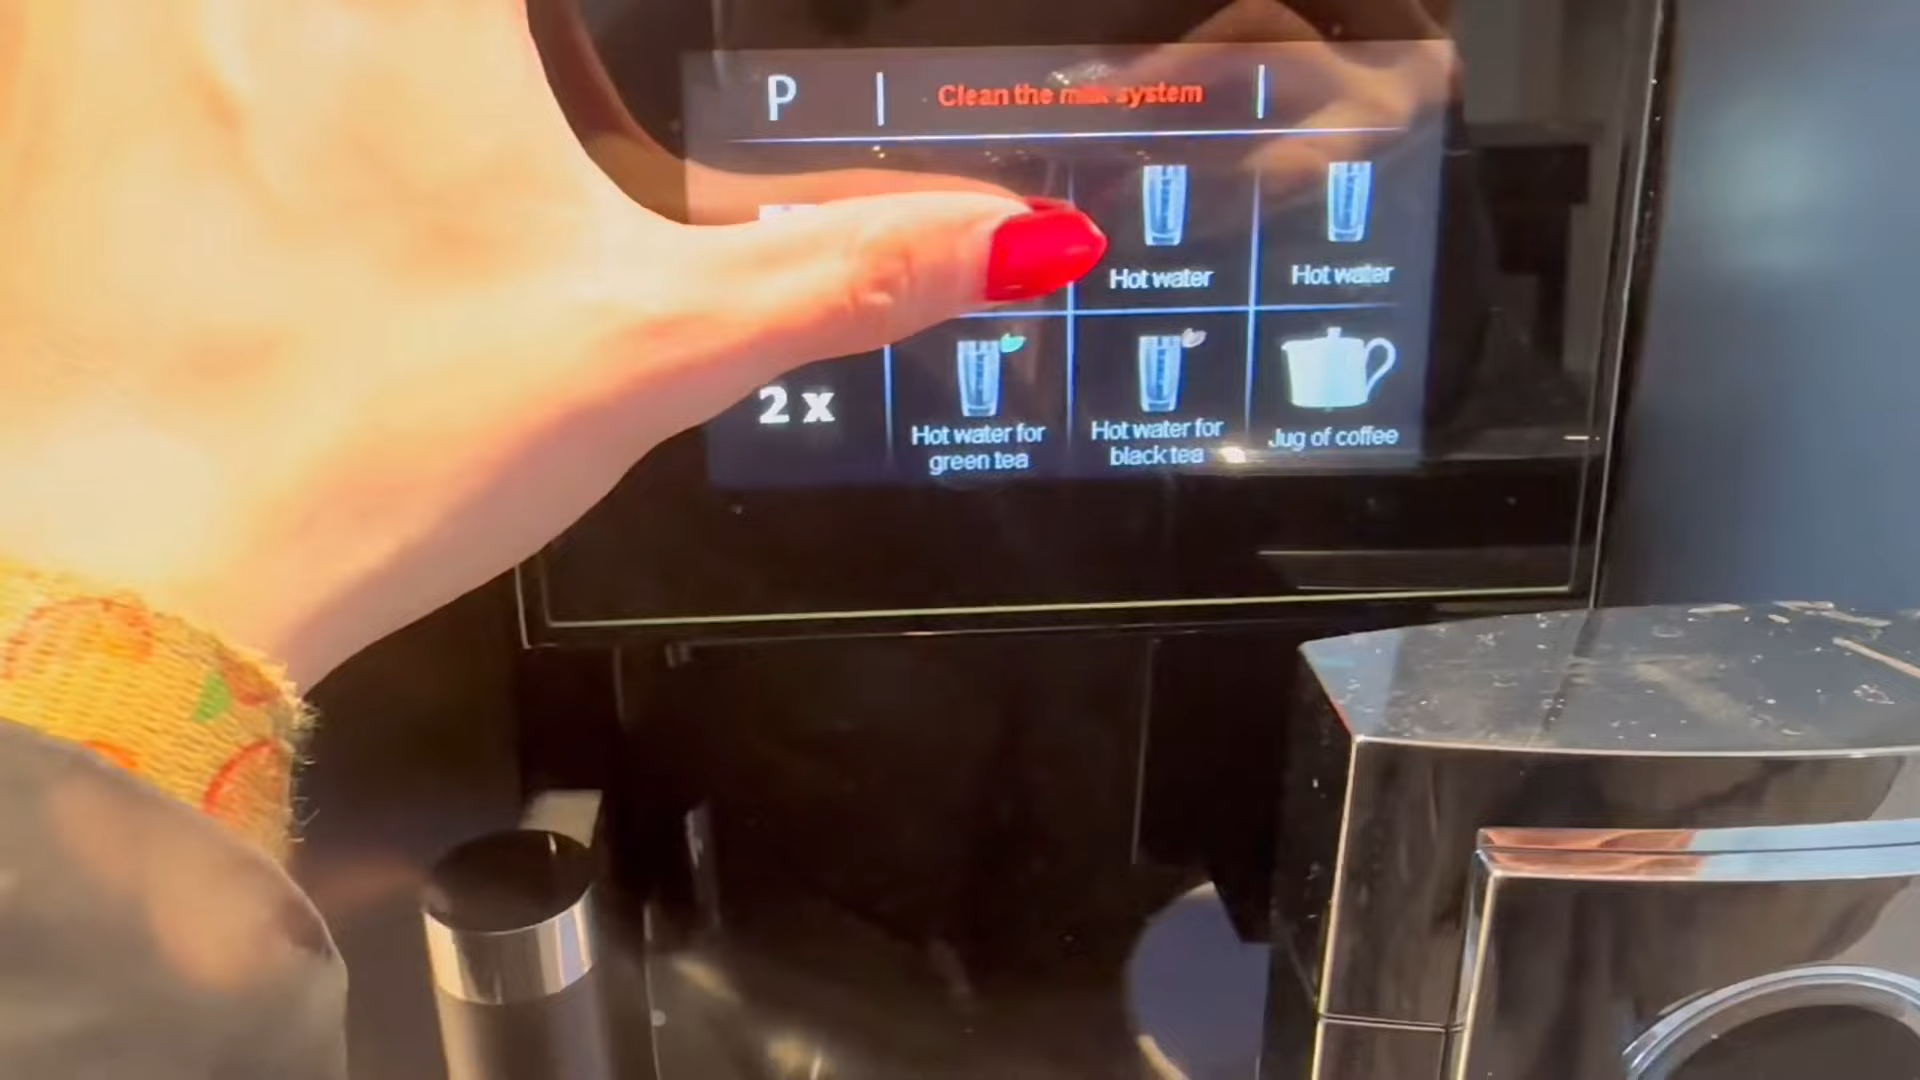 P
Clean the milk system
Hot water
Hot water
2 x
Hot water for
green tea
Hot water for
black tea
Jug of coffee